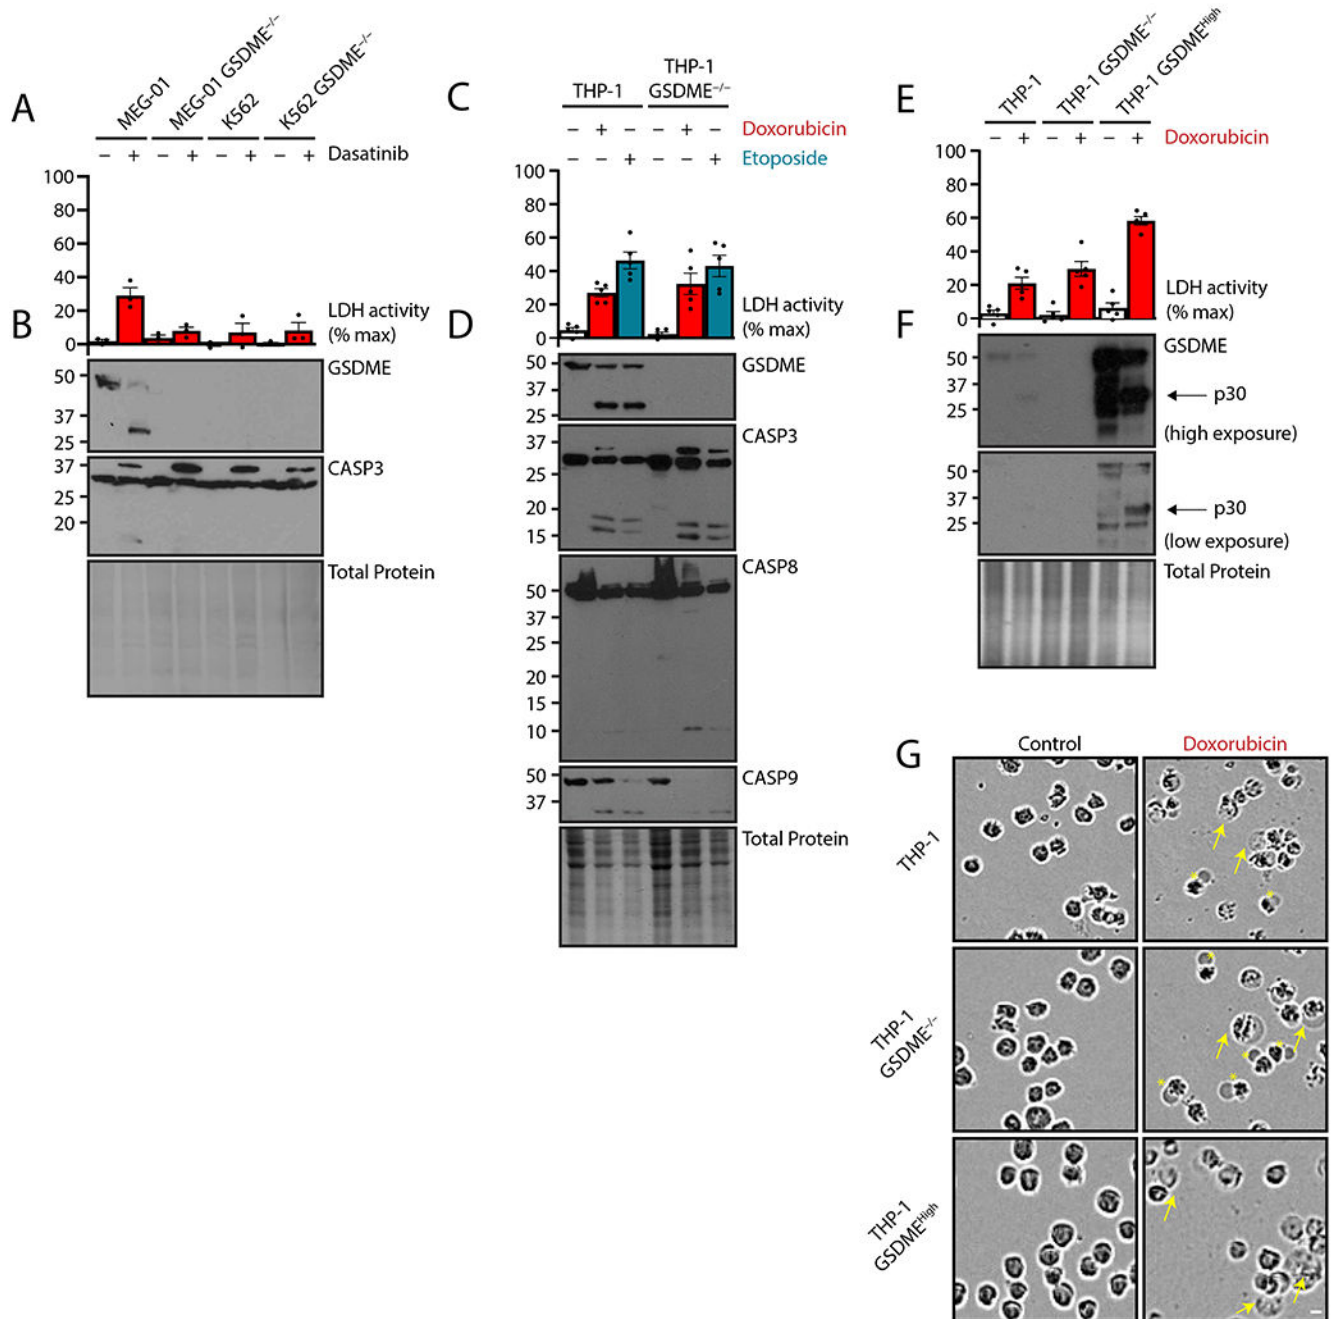 A
MEG-01
MEG-01 GSDME–/–
K562
K562 GSDME–/–
– + – + – + – + Dasatinib
100
80
60
40
20
0
LDH activity
(% max)
B
GSDME
50
37
25
CASP3
37
25
20
Total Protein
C
THP-1
THP-1
GSDME–/–
– + – – + – Doxorubicin
– – + – – + Etoposide
100
80
60
40
20
0
LDH activity
(% max)
D
GSDME
50
37
25
CASP3
37
25
20
15
CASP8
50
37
25
20
15
10
CASP9
50
37
Total Protein
E
THP-1
THP-1 GSDME–/–
THP-1 GSDMEHigh
– + – + – + Doxorubicin
100
80
60
40
20
0
LDH activity
(% max)
F
GSDME
50
37
25
p30
(high exposure)
50
37
25
p30
(low exposure)
Total Protein
G
Control
Doxorubicin
THP-1
THP-1
GSDME–/–
THP-1
GSDMEHigh